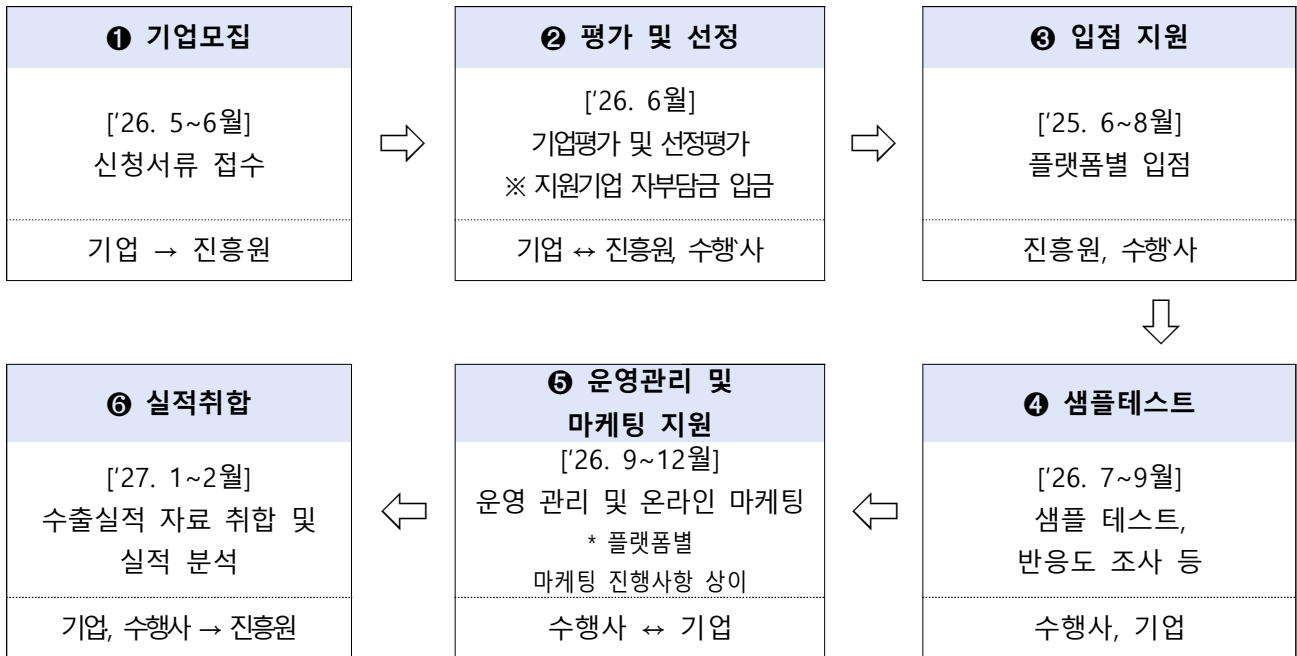 ❶ 기업모집
['26. 5~6월]
신청서류 접수
기업 → 진흥원
❷ 평가 및 선정
['26. 6월]
기업평가 및 선정평가
※ 지원기업 자부담금 입금
기업 ↔ 진흥원, 수행사
❸ 입점 지원
['25. 6~8월]
플랫폼별 입점
진흥원, 수행사
❹ 샘플테스트
['26. 7~9월]
샘플 테스트,
반응도 조사 등
수행사, 기업
❺ 운영관리 및
마케팅 지원
['26. 9~12월]
운영 관리 및 온라인 마케팅
* 플랫폼별
마케팅 진행사항 상이
수행사 ↔ 기업
❻ 실적취합
['27. 1~2월]
수출실적 자료 취합 및
실적 분석
기업, 수행사 → 진흥원